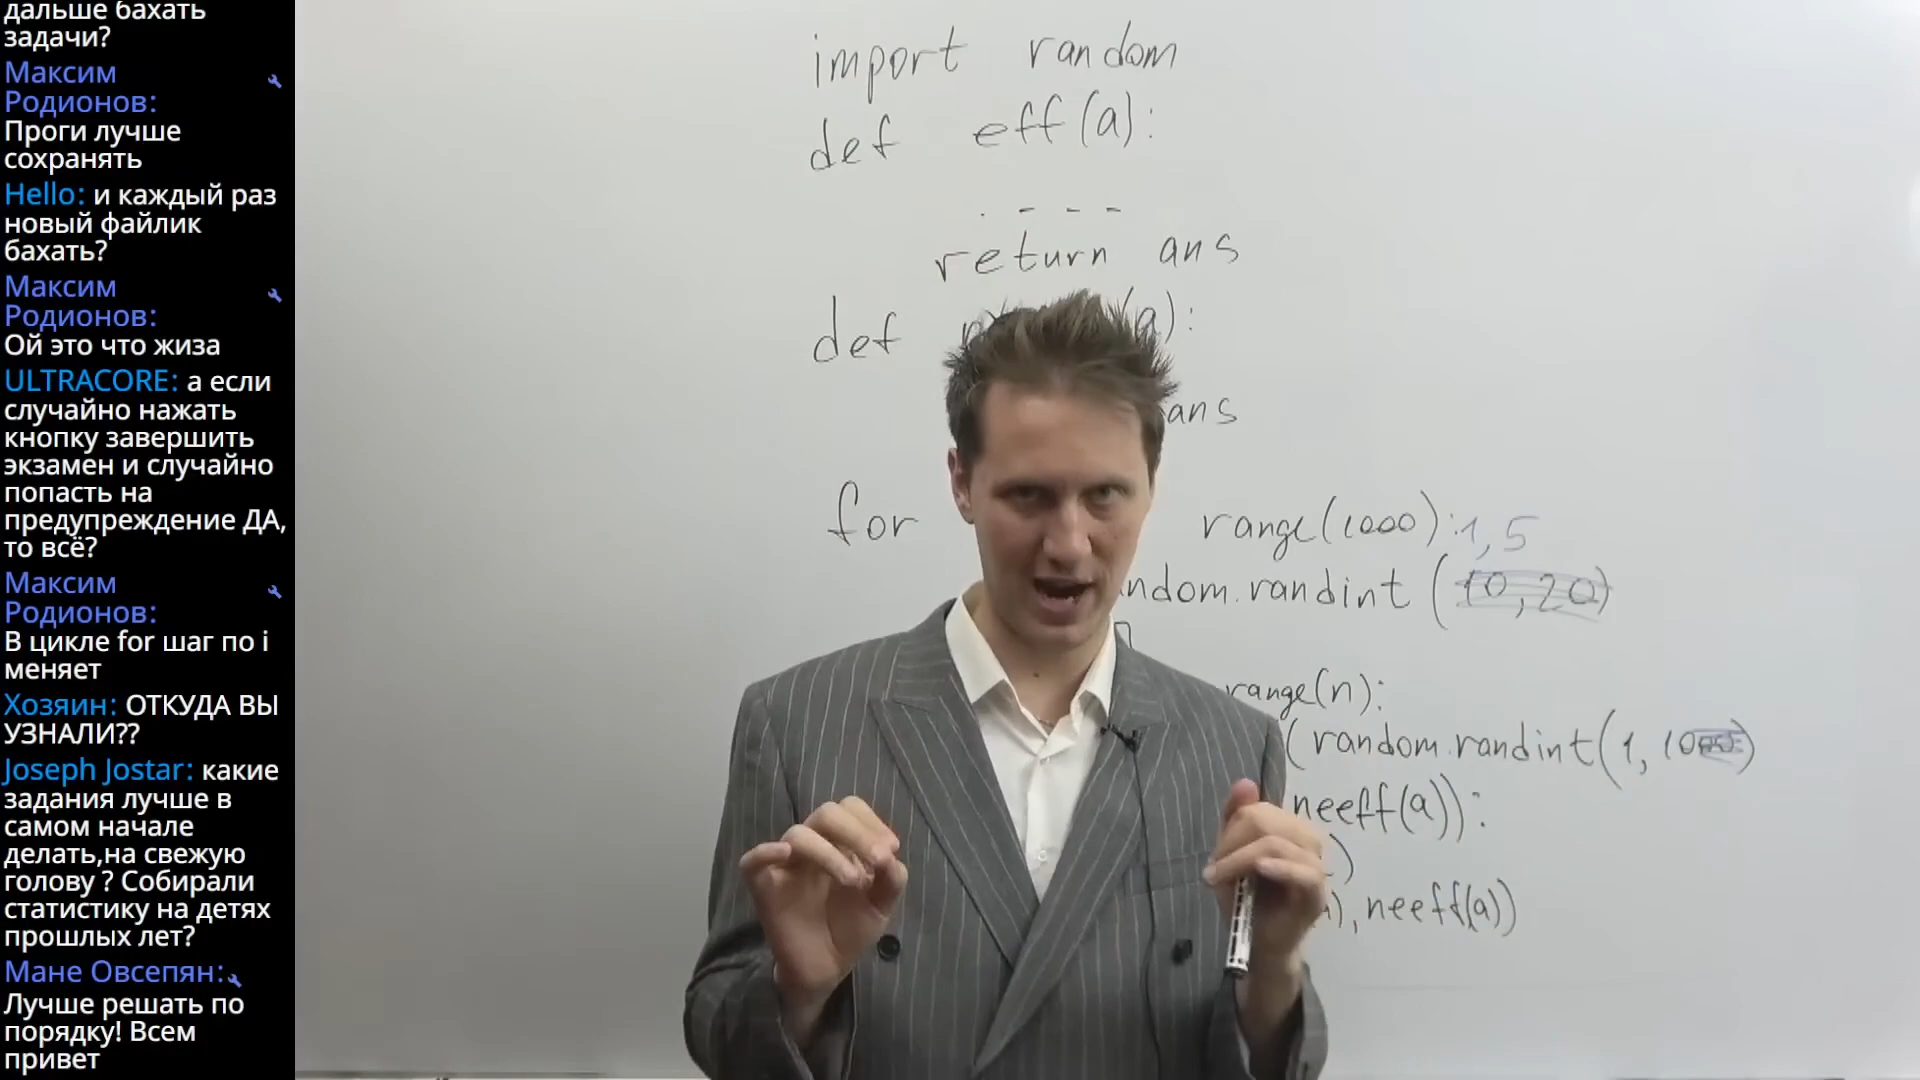 дальше бахать
задачи?
Максим
Родионов:
Проги лучше
сохранять
Hello: и каждый раз
новый файлик
бахать?
Максим
Родионов:
Ой это что жиза
ULTRACORE: а если
случайно нажать
кнопку завершить
экзамен и случайно
попасть на
предупреждение ДА,
то всё?
Максим
Родионов:
В цикле for шаг по i
меняет
Хозяин: ОТКУДА ВЫ
УЗНАЛИ??
Joseph Jostar: какие
задания лучше в
самом начале
делать,на свежую
голову ? Собирали
статистику на детях
прошлых лет?
Мане Овсепян:
Лучше решать по
порядку! Всем
привет
import random
def eff(a):
return ans
def (a):
ans
for range(1000): 1, 5
random.randint (10, 20)
range(n):
(random.randint(1, 10
neeff(a)):
), neeff(a))